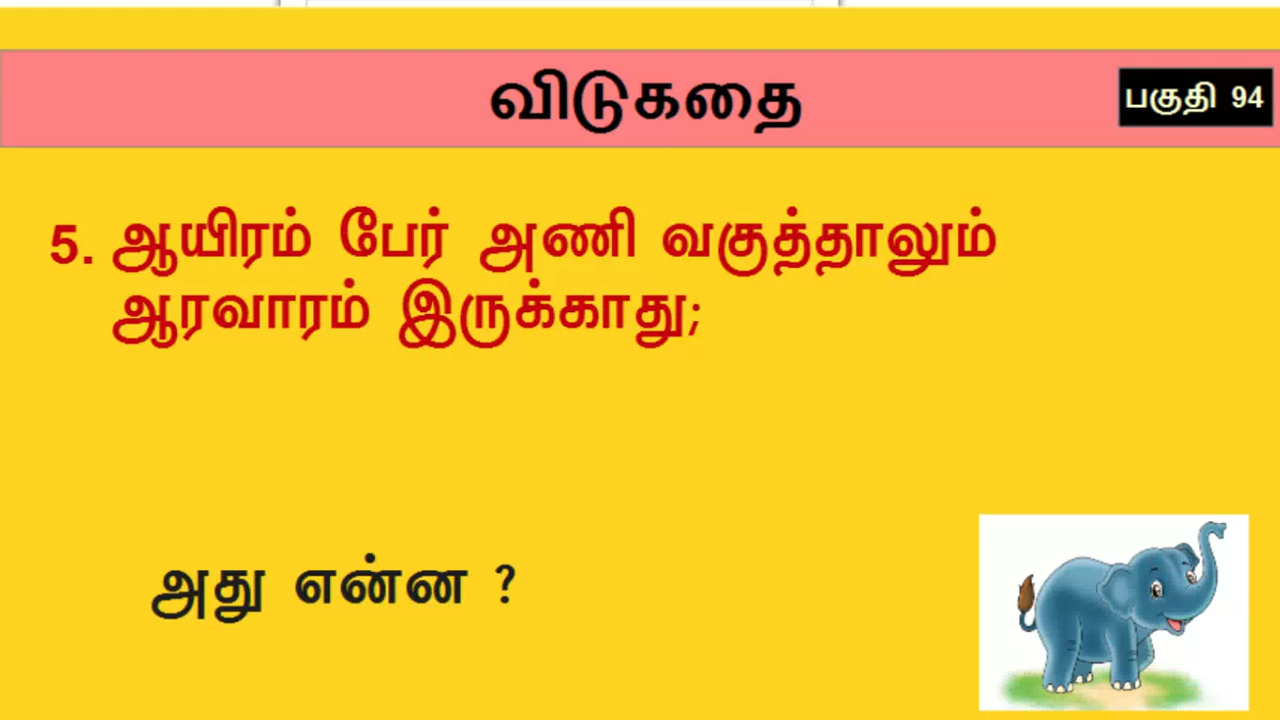 விடுகதை
பகுதி 94
5. ஆயிரம் பேர் அணி வகுத்தாலும்
ஆரவாரம் இருக்காது;
அது என்ன ?